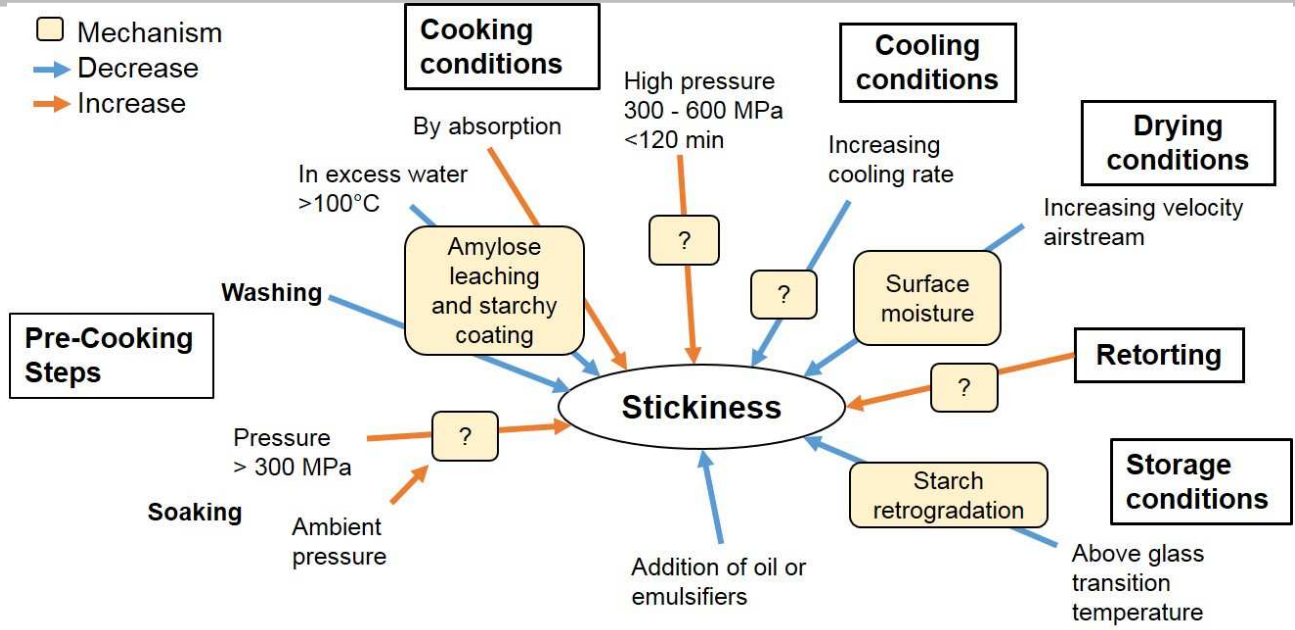 Mechanism
Decrease
Increase
Cooking
conditions
By absorption
In excess water
>100°C
High pressure
300 - 600 MPa
<120 min
Cooling
conditions
Increasing
cooling rate
Drying
conditions
Increasing velocity
airstream
Amylose
leaching
and starchy
coating
?
?
Surface
moisture
Washing
Pre-Cooking
Steps
Retorting
?
Stickiness
Pressure
> 300 MPa
?
Soaking
Ambient
pressure
Addition of oil or
emulsifiers
Starch
retrogradation
Storage
conditions
Above glass
transition
temperature